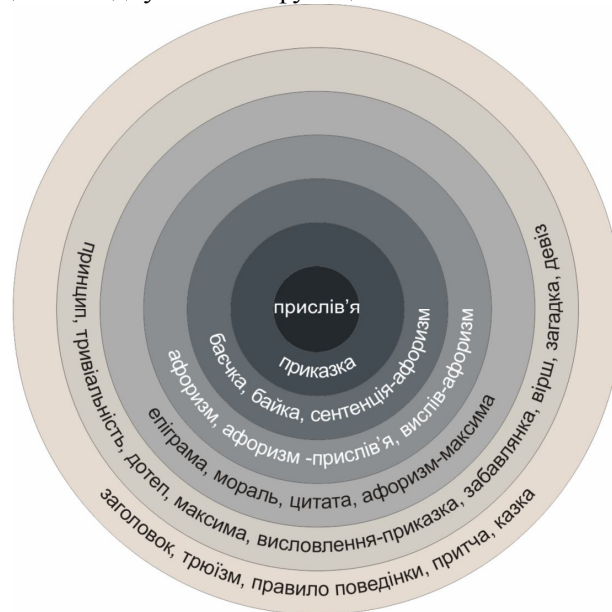 прислів’я
приказка
баєчка, байка, сентенція-афоризм
афоризм, афоризм -прислів’я, вислів-афоризм
епіграма, мораль, цитата, афоризм-максима
принцип, тривіальність, дотеп, максима, висловлення-приказка, забавлянка, вірш, загадка, девіз
заголовок, трюїзм, правило поведінки, притча, казка